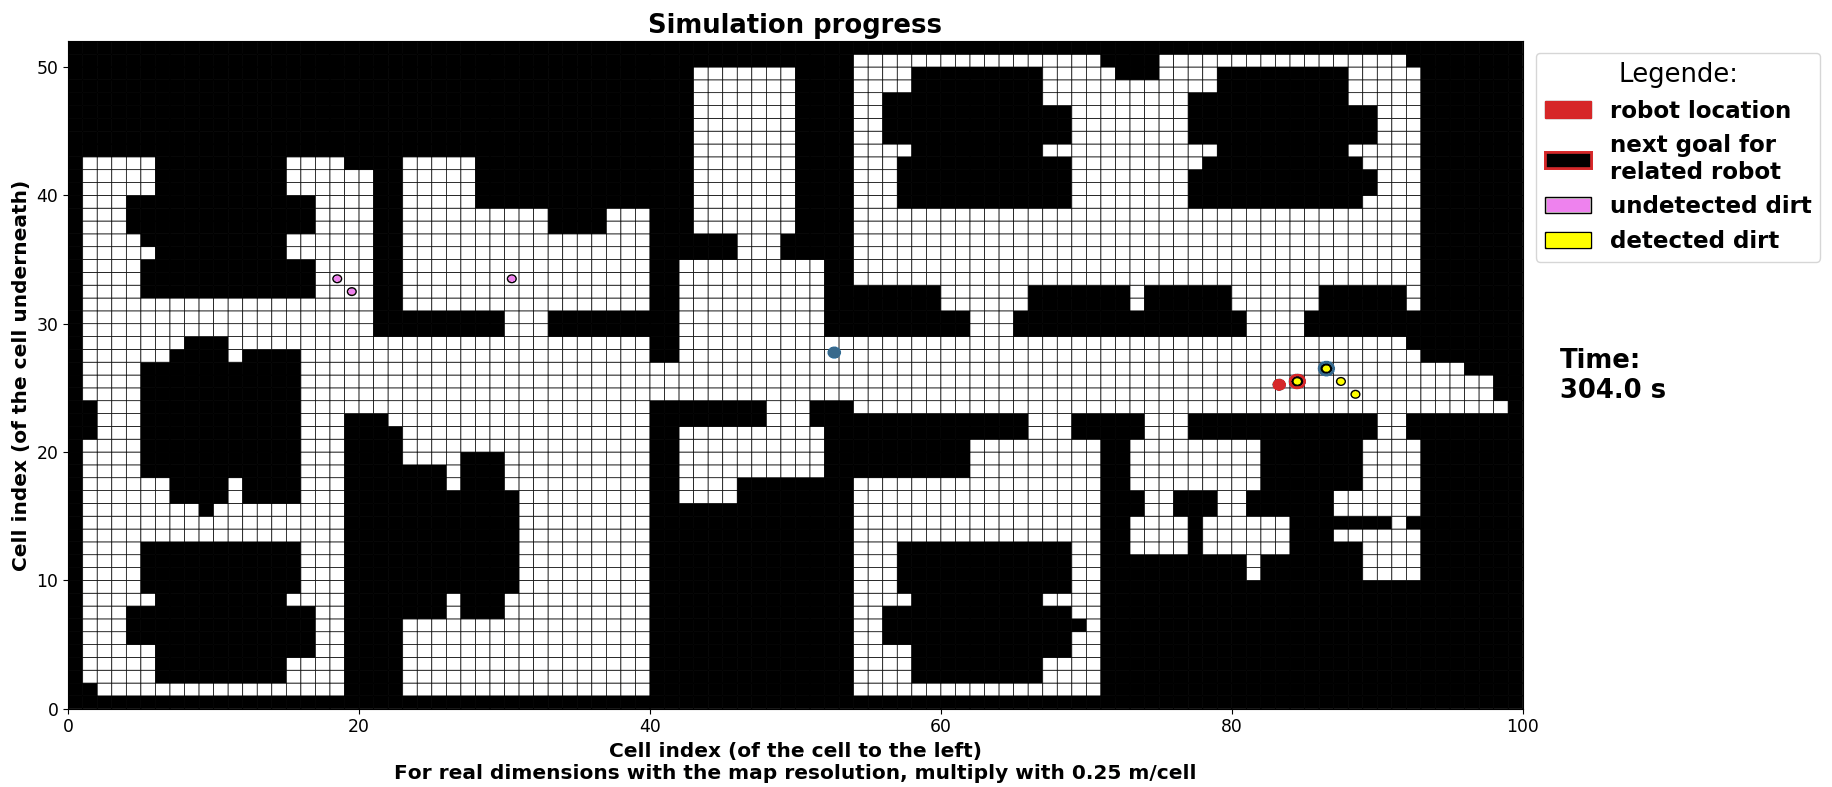 Simulation progress
Cell index (of the cell underneath)
50
40
30
20
10
0
0 20 40 60 80 100
Cell index (of the cell to the left)
For real dimensions with the map resolution, multiply with 0.25 m/cell
Legende:
robot location
next goal for
related robot
undetected dirt
detected dirt
Time:
304.0 s